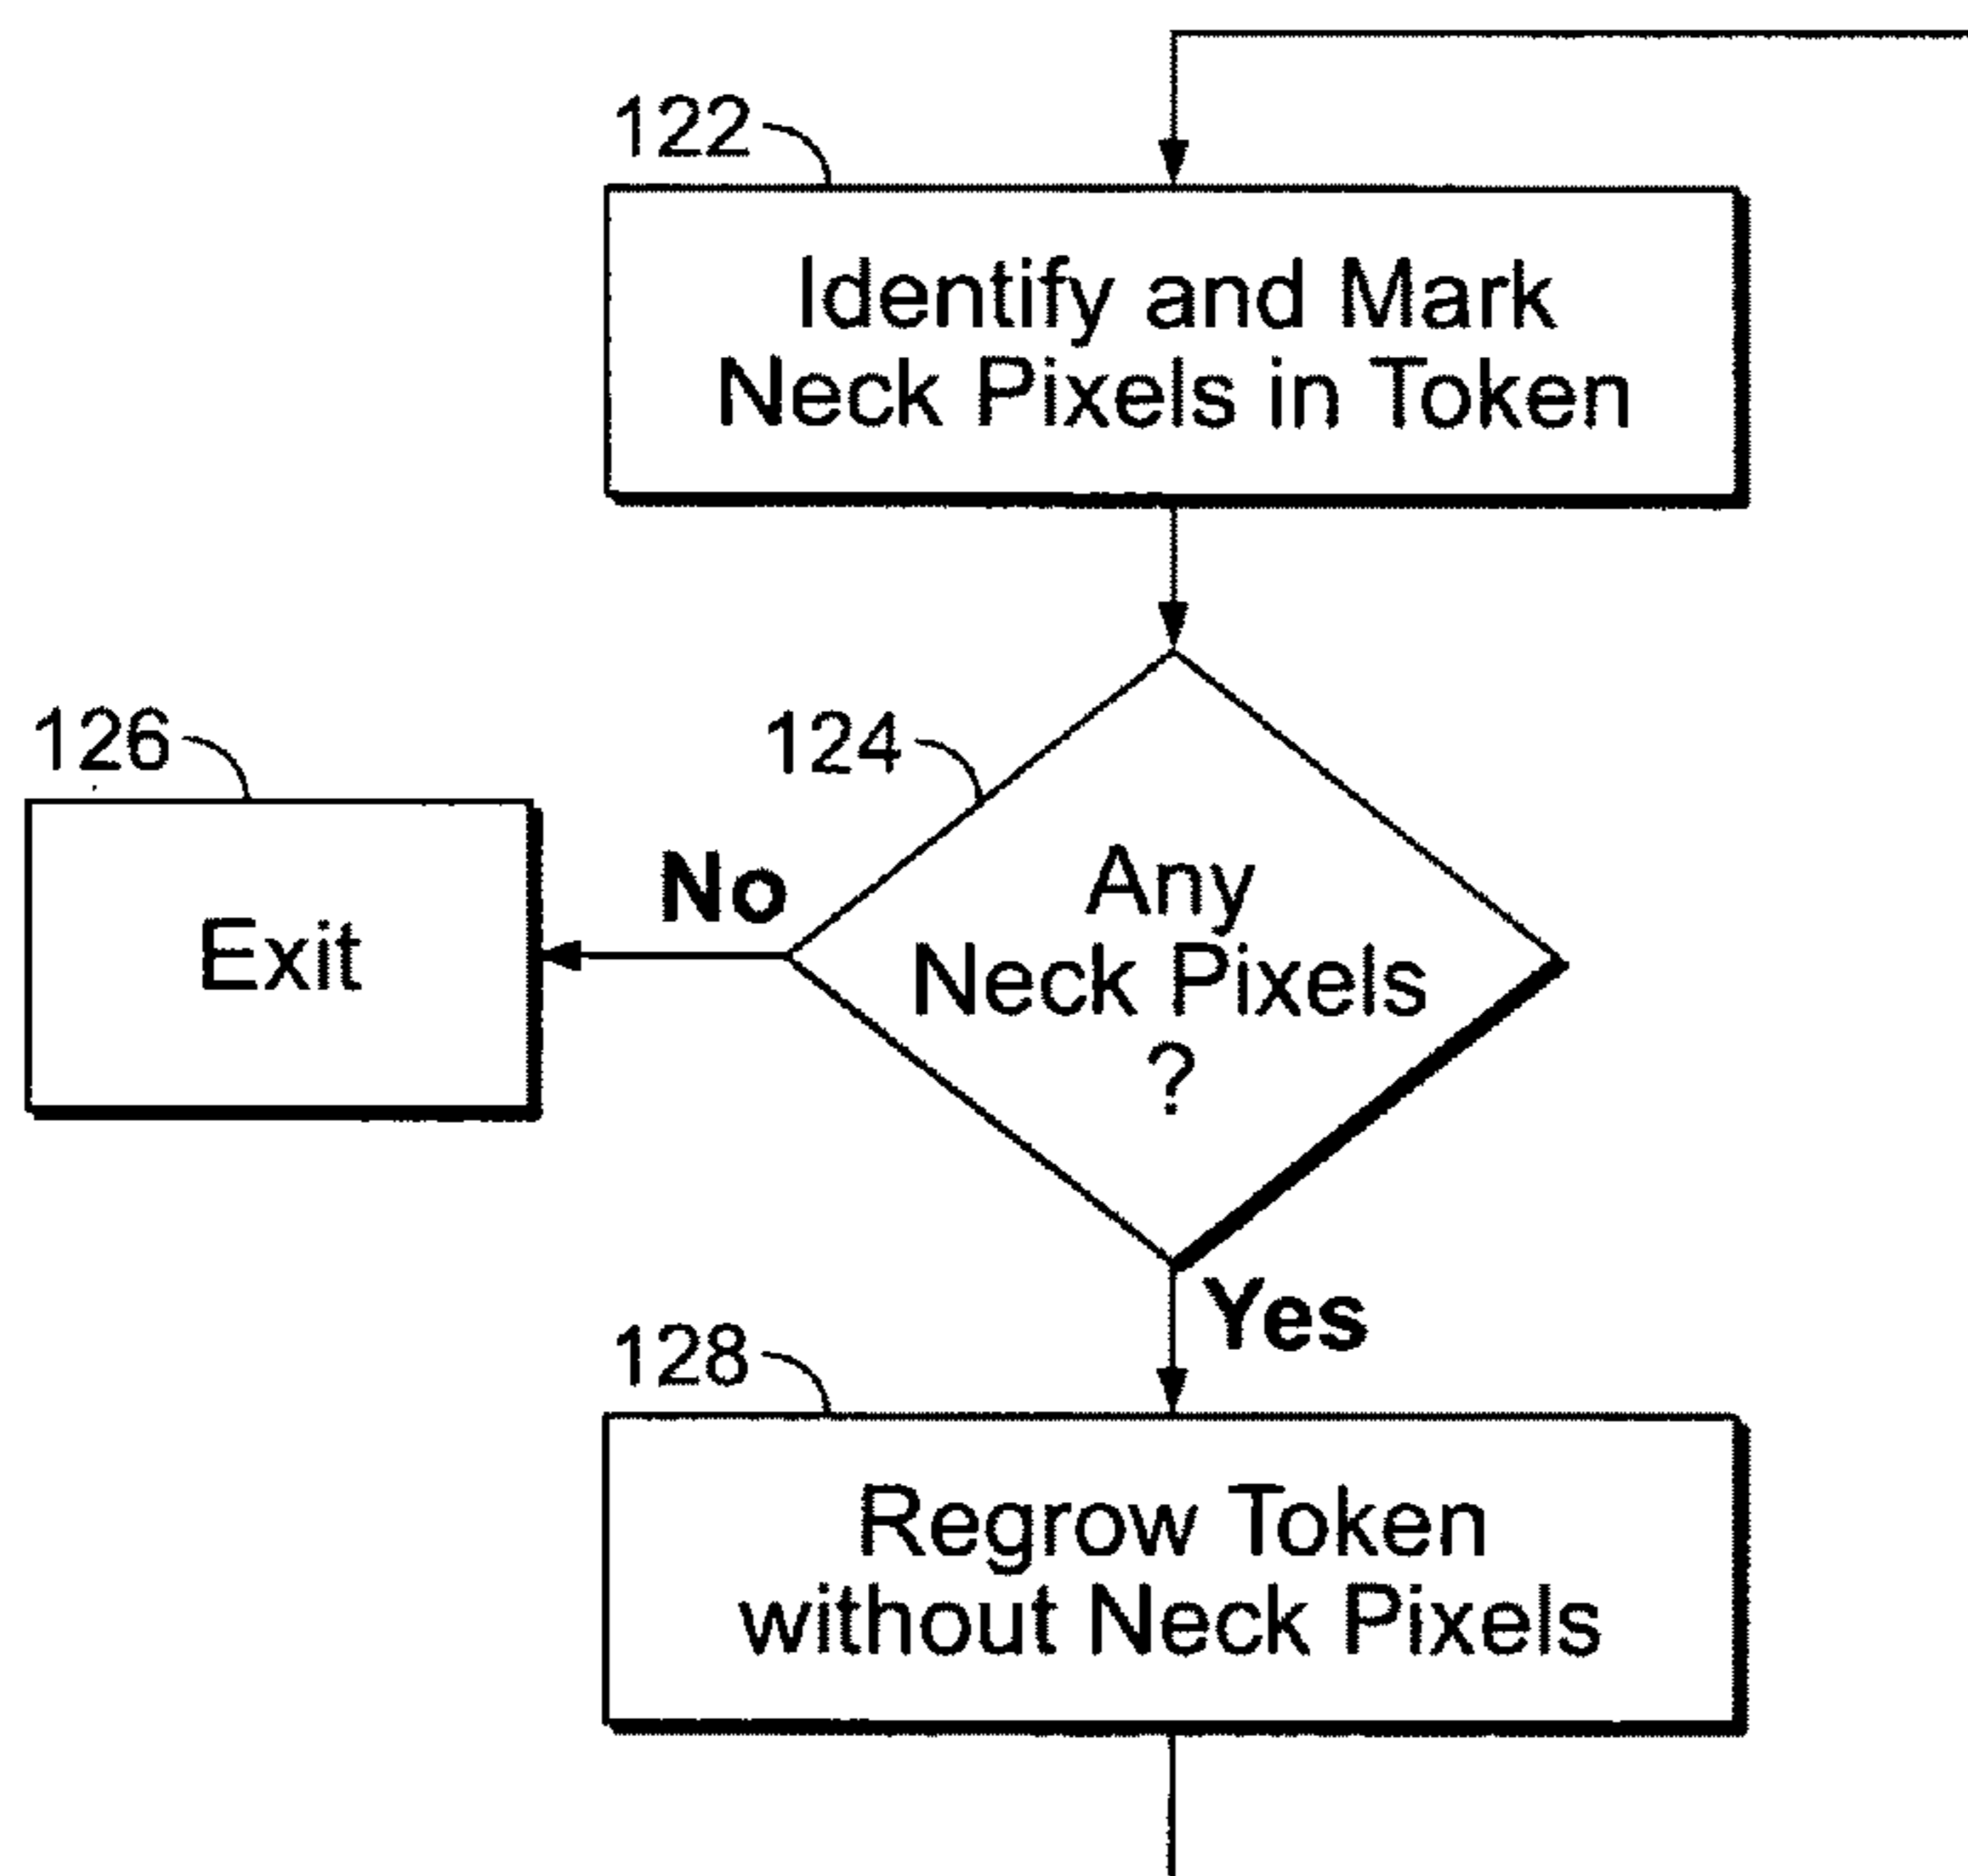 122
Identify and Mark
Neck Pixels in Token
126
124
No
Any
Neck Pixels
?
Exit
Yes
128
Regrow Token
without Neck Pixels